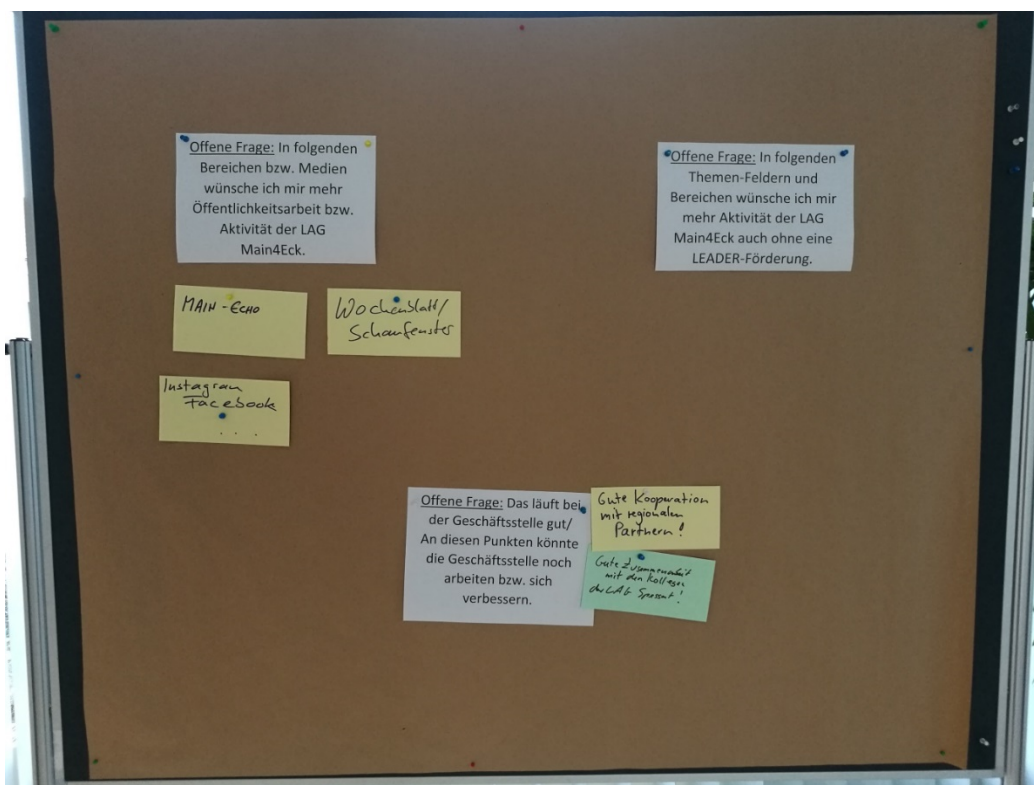 Offene Frage: In folgenden
Bereichen bzw. Medien
wünsche ich mir mehr
Öffentlichkeitsarbeit bzw.
Aktivität der LAG
Main4Eck.
Offene Frage: In folgenden
Themen-Feldern und
Bereichen wünsche ich mir
mehr Aktivität der LAG
Main4Eck auch ohne eine
LEADER-Förderung.
MAIN-ECHO
Wochenblatt/
Schaufenster
Instagram
Facebook
...
Offene Frage: Das läuft bei
der Geschäftsstelle gut/
An diesen Punkten könnte
die Geschäftsstelle noch
arbeiten bzw. sich
verbessern.
Gute Kooperation
mit regionalen
Partnern!
Gute Zusammenarbeit
mit den Kollegen
der LAG Spessart!